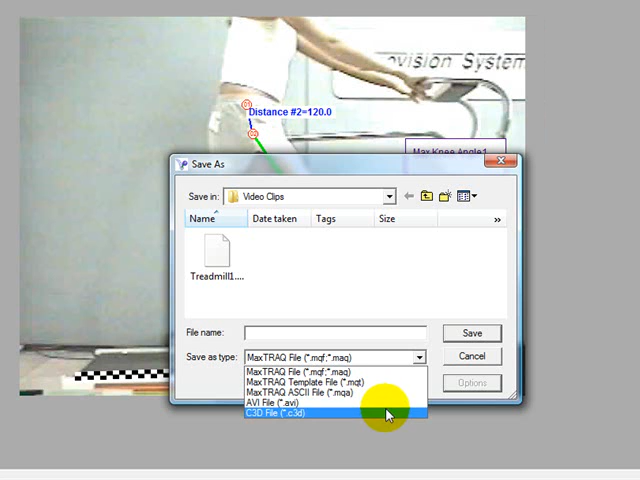 ovision System
01
Distance #2=120.0
02
Max Knee Angle1
Save As
Save in: Video Clips
Name Date taken Tags Size »
Treadmill1....
File name: Save
Save as type: MaxTRAQ File (*.mqf;*.maq) Cancel
MaxTRAQ File (*.mqf;*.maq)
MaxTRAQ Template File (*.mqt) Options
MaxTRAQ ASCII File (*.mqa)
AVI File (*.avi)
C3D File (*.c3d)